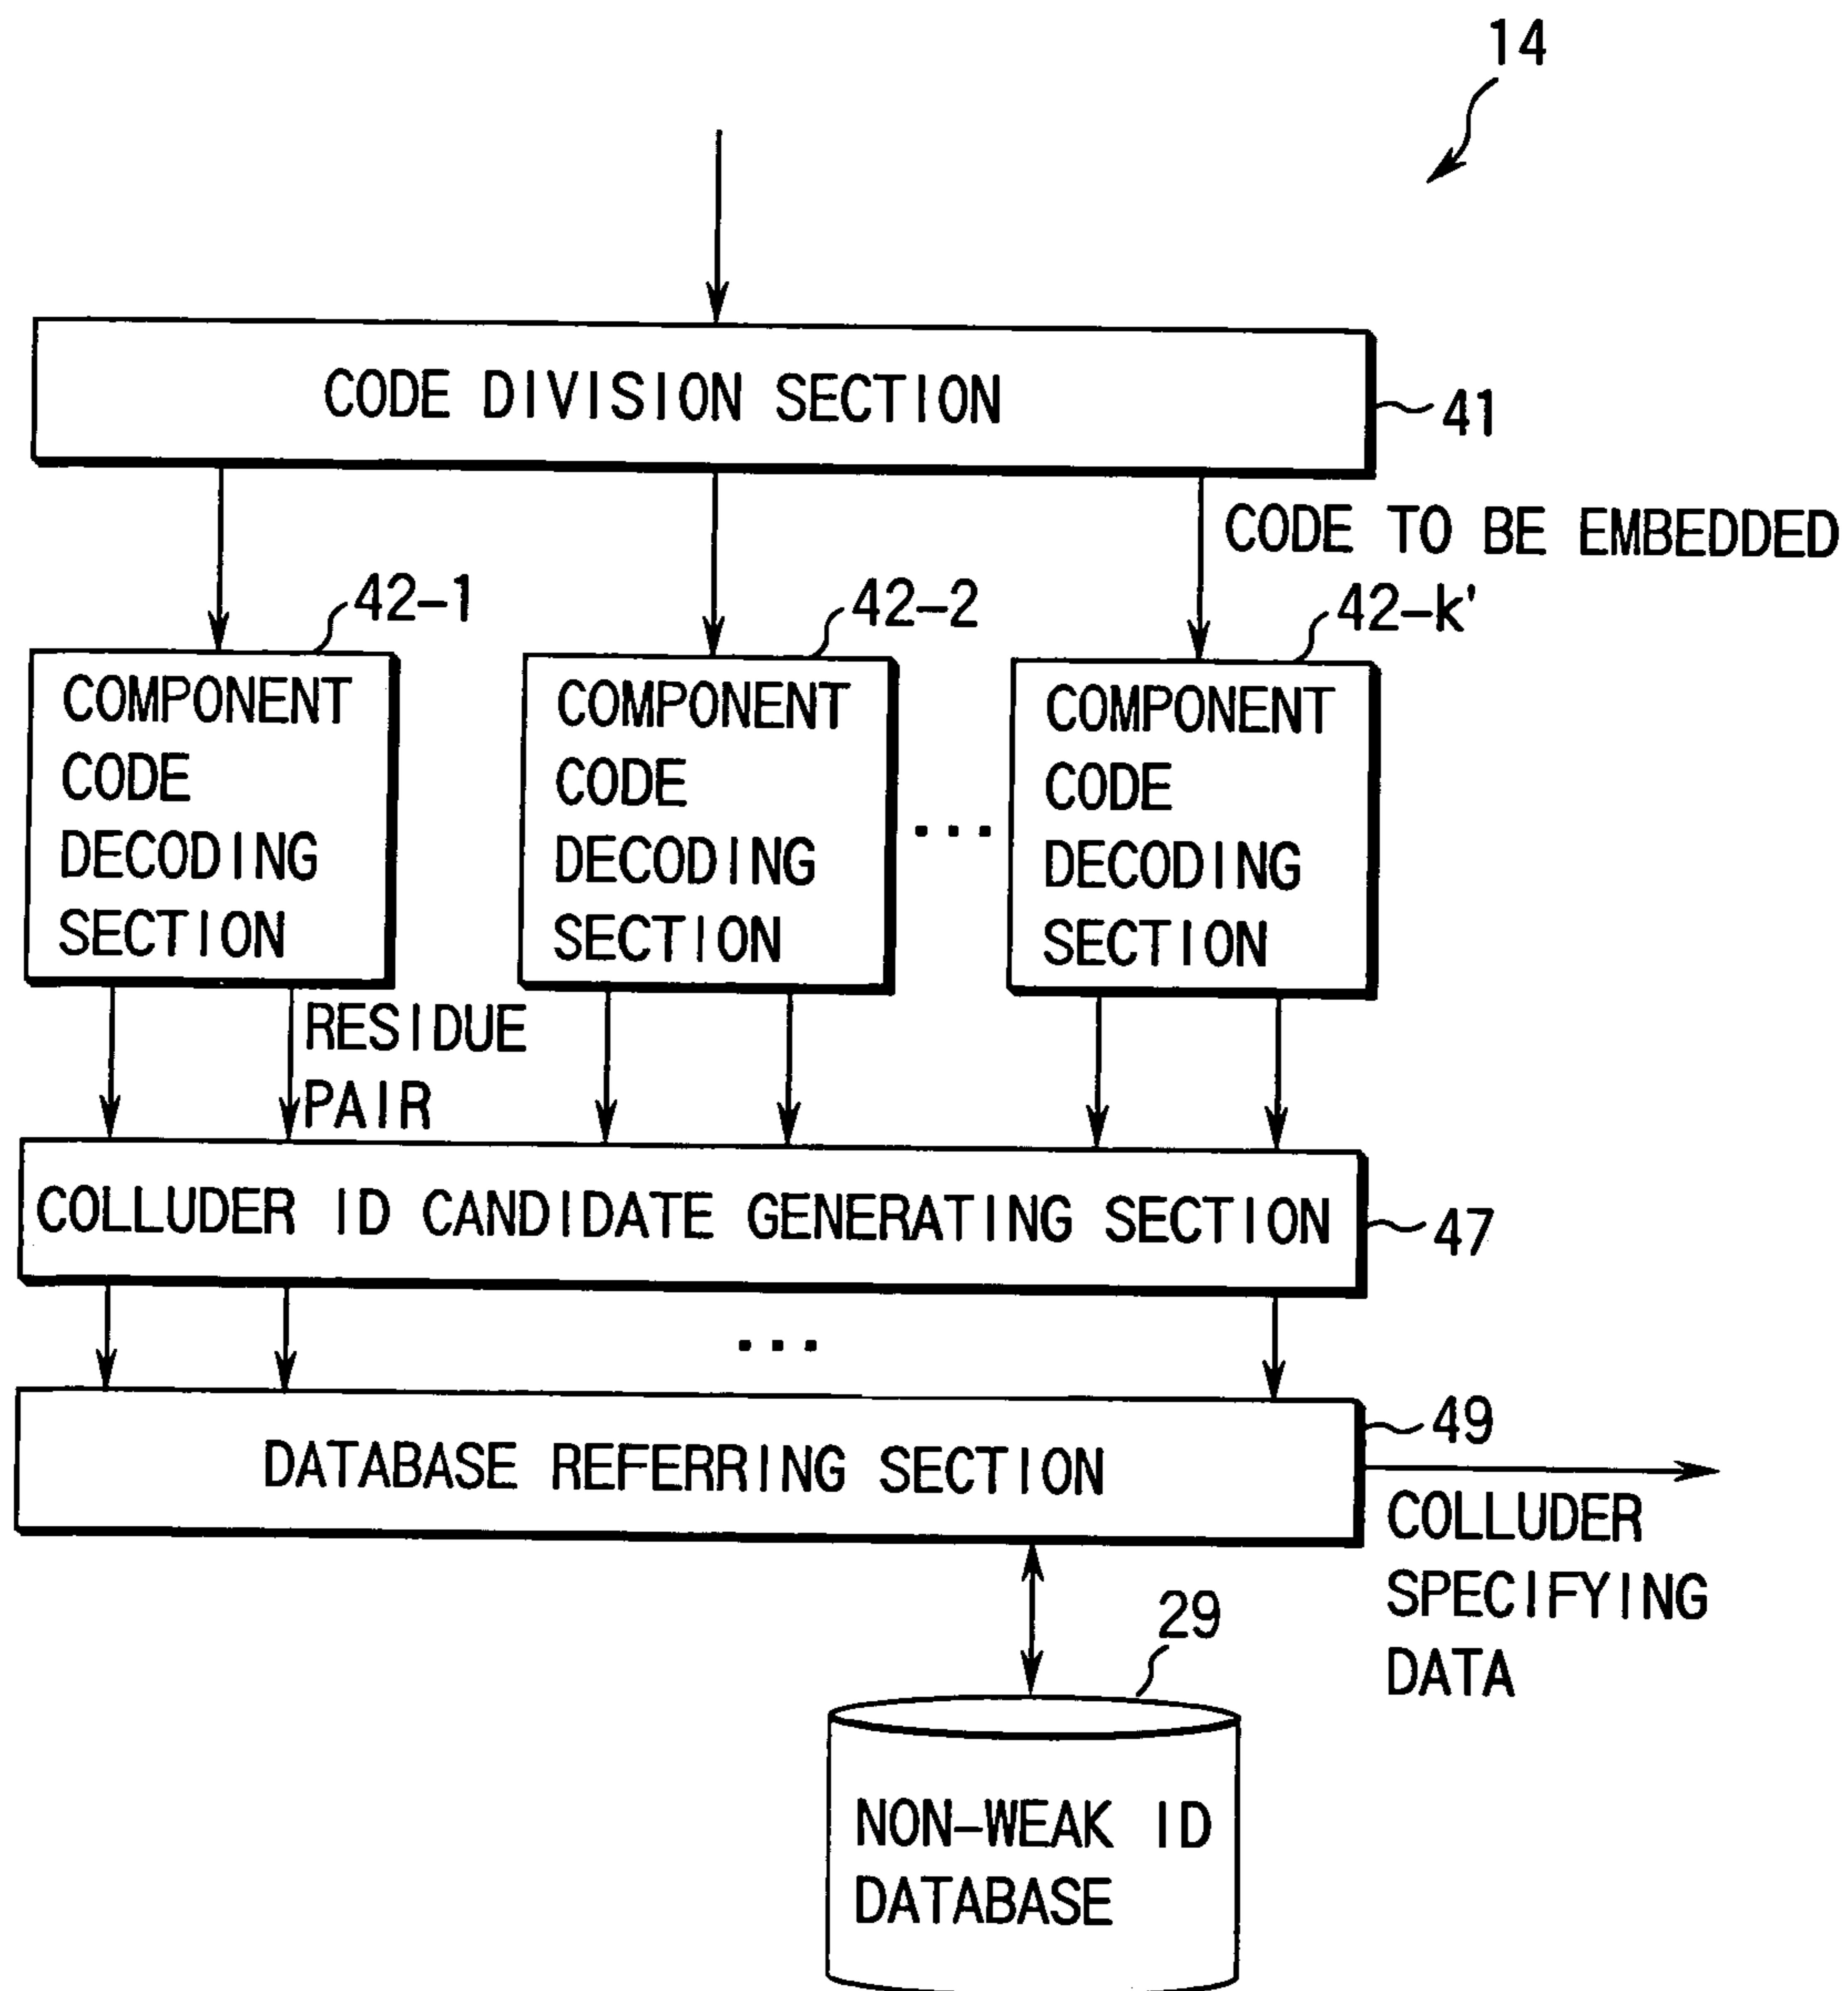 14
CODE DIVISION SECTION
41
CODE TO BE EMBEDDED
42-1
42-2
42-k'
COMPONENT
CODE
DECODING
SECTION
COMPONENT
CODE
DECODING
SECTION
...
COMPONENT
CODE
DECODING
SECTION
RESIDUE
PAIR
COLLUDER ID CANDIDATE GENERATING SECTION
47
...
DATABASE REFERRING SECTION
49
COLLUDER
SPECIFYING
DATA
29
NON-WEAK ID
DATABASE